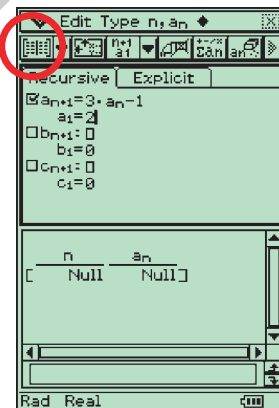 Edit Type n,an ◆
n+1 a1 Σan an
Recursive Explicit
☑an+1=3·an-1
a1=2
□bn+1:□
b1=0
□cn+1:□
c1=0
n an
[ Null Null]
Rad Real